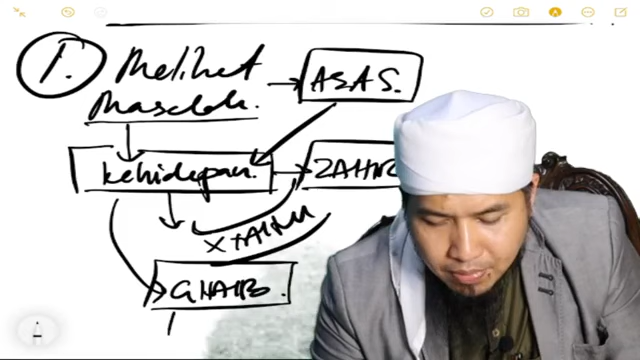 1. Melihat → ASAS.
Masalah.
kehidupan → ZAHIR
X TAHU
GHAIB.